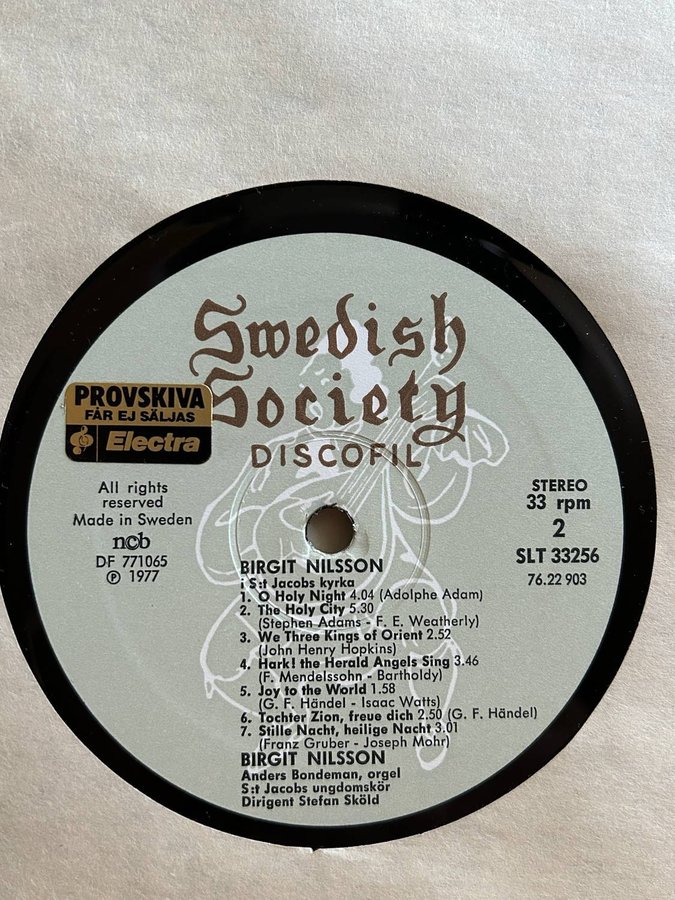 Swedish
Society
DISCOFIL
PROVSKIVA
FÅR EJ SÄLJAS
Electra
All rights
reserved
Made in Sweden
ncb
DF 771065
Ⓟ 1977
STEREO
33 rpm
2
SLT 33256
76.22 903
BIRGIT NILSSON
i S:t Jacobs kyrka
1. O Holy Night 4.04 (Adolphe Adam)
2. The Holy City 5.30
(Stephen Adams - F. E. Weatherly)
3. We Three Kings of Orient 2.52
(John Henry Hopkins)
4. Hark! the Herald Angels Sing 3.46
(F. Mendelssohn - Bartholdy)
5. Joy to the World 1.58
(G. F. Händel - Isaac Watts)
6. Tochter Zion, freue dich 2.50 (G. F. Händel)
7. Stille Nacht, heilige Nacht 3.01
(Franz Gruber - Joseph Mohr)
BIRGIT NILSSON
Anders Bondeman, orgel
S:t Jacobs ungdomskör
Dirigent Stefan Sköld